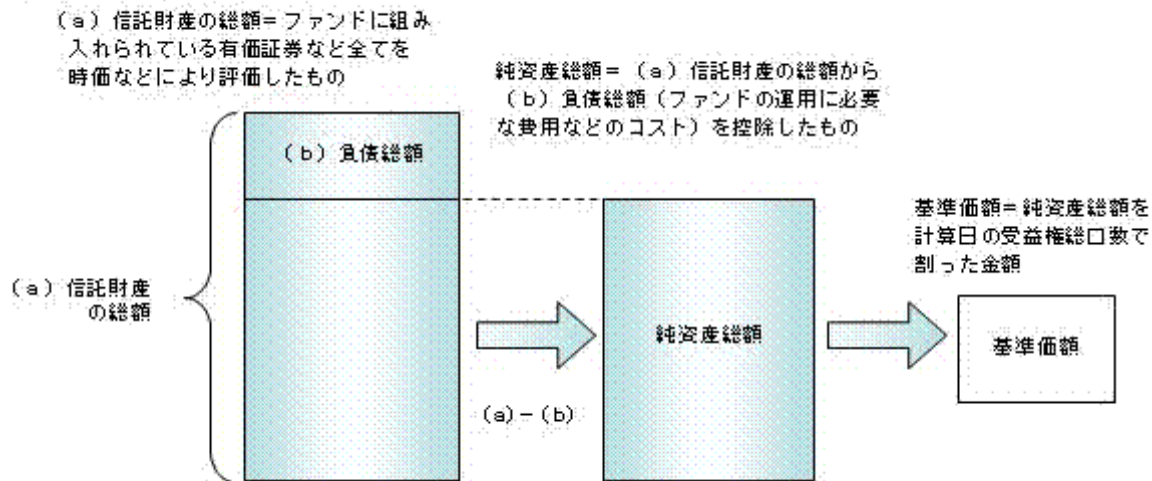 （a）信託財産の総額＝ファンドに組み
入れられている有価証券など全てを
時価などにより評価したもの
純資産総額＝（a）信託財産の総額から
（b）負債総額（ファンドの運用に必要
な費用などのコスト）を控除したもの
（b）負債総額
基準価額＝純資産総額を
計算日の受益権総口数で
割った金額
（a）信託財産
の総額
純資産総額
基準価額
（a）－（b）